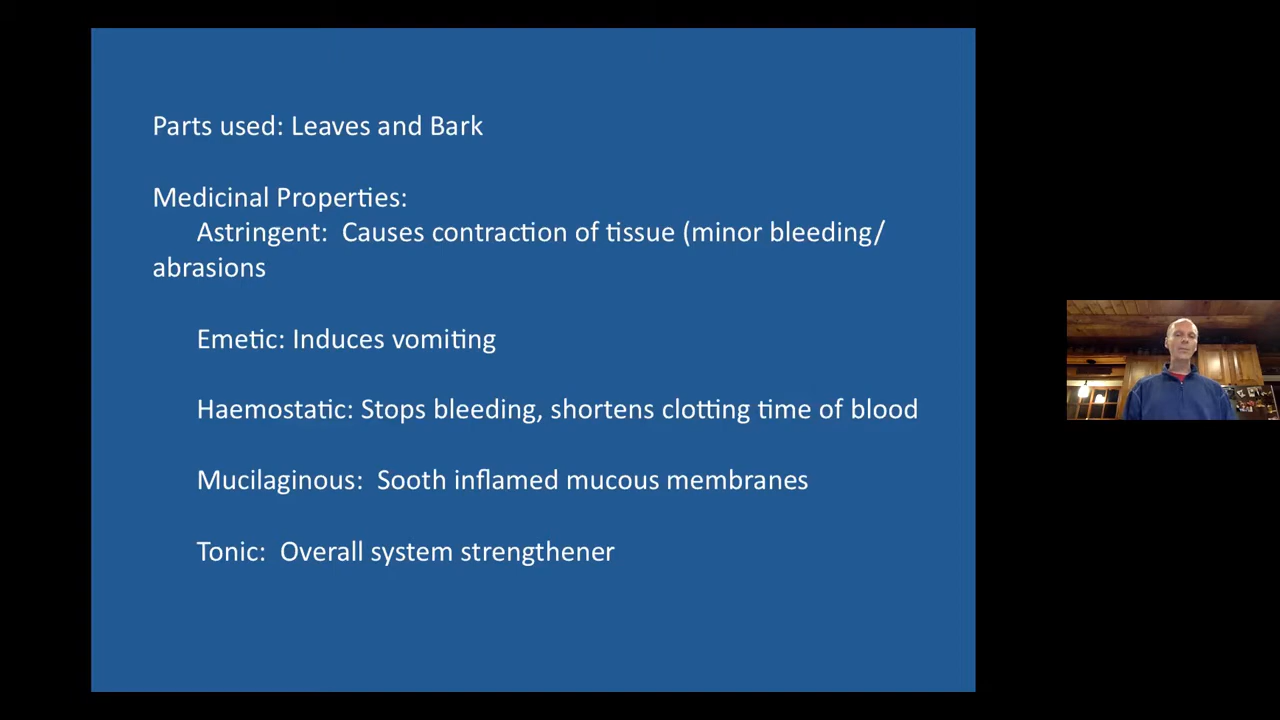 Parts used: Leaves and Bark
Medicinal Properties:
Astringent:  Causes contraction of tissue (minor bleeding/
abrasions
Emetic: Induces vomiting
Haemostatic: Stops bleeding, shortens clotting time of blood
Mucilaginous:  Sooth inflamed mucous membranes
Tonic:  Overall system strengthener